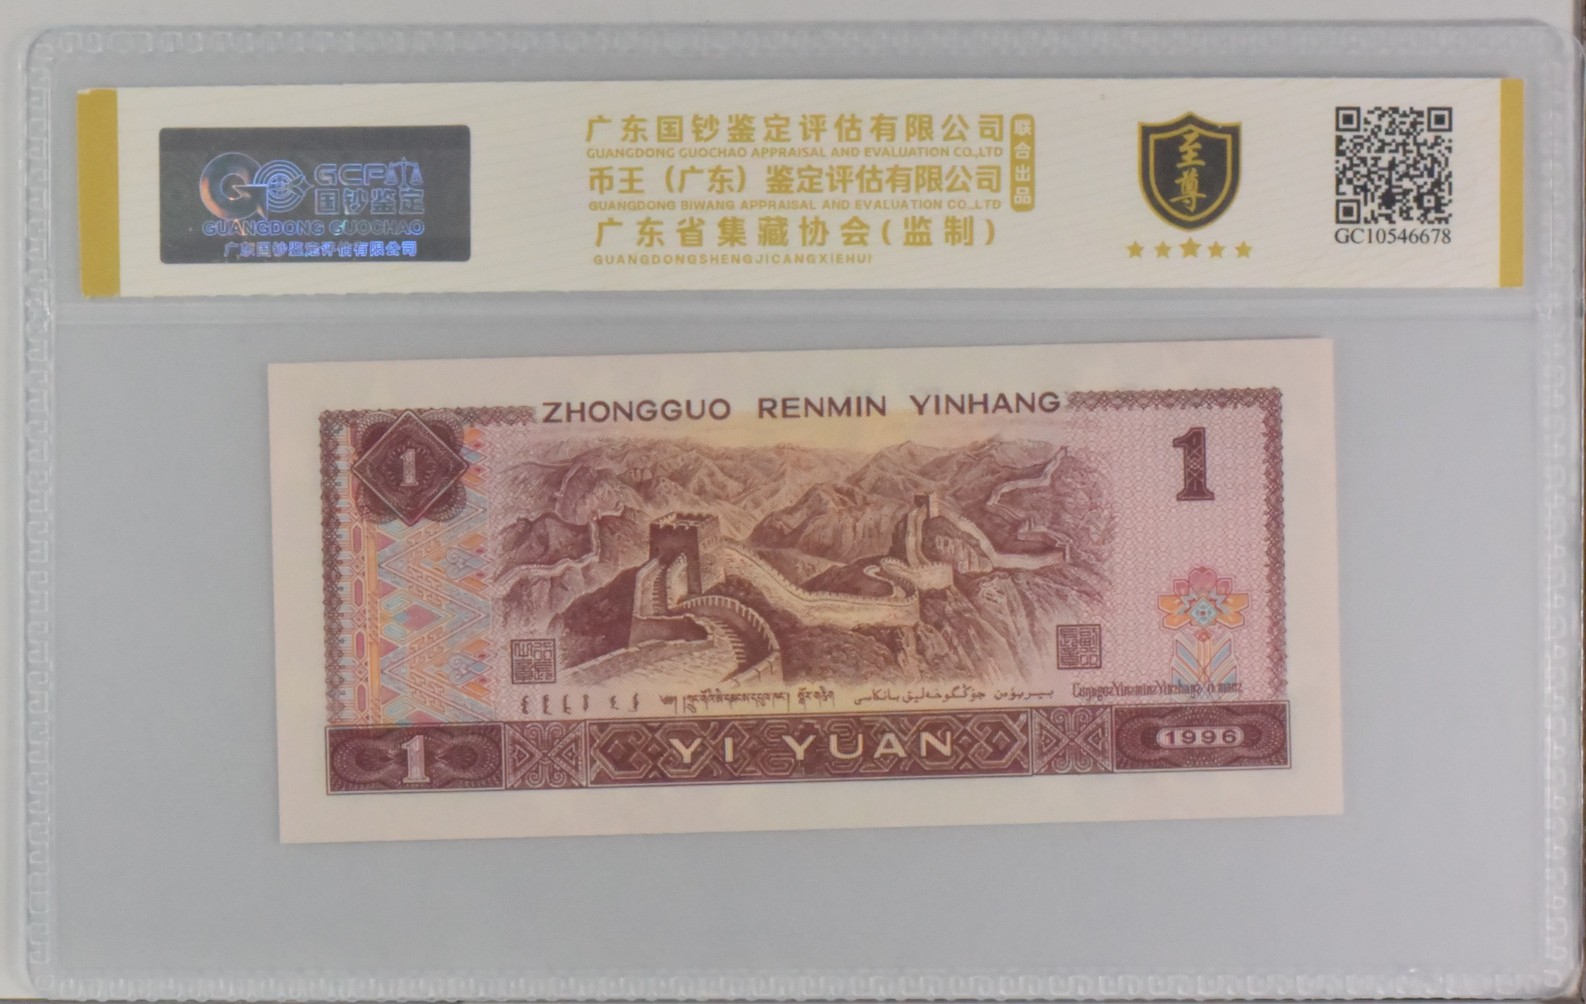 GCF
国钞鉴定
GUANGDONG GUOCHAO
广东国钞鉴定评估有限公司
广东国钞鉴定评估有限公司
GUANGDONG GUOCHAO APPRAISAL AND EVALUATION CO.,LTD
币王（广东）鉴定评估有限公司
GUANGDONG BIWANG APPRAISAL AND EVALUATION CO.,LTD
广东省集藏协会(监制)
GUANGDONGSHENGJICANGXIEHUI
联合出品
至尊
GC10546678
ZHONGGUO RENMIN YINHANG
1
1
1
YI YUAN
1996